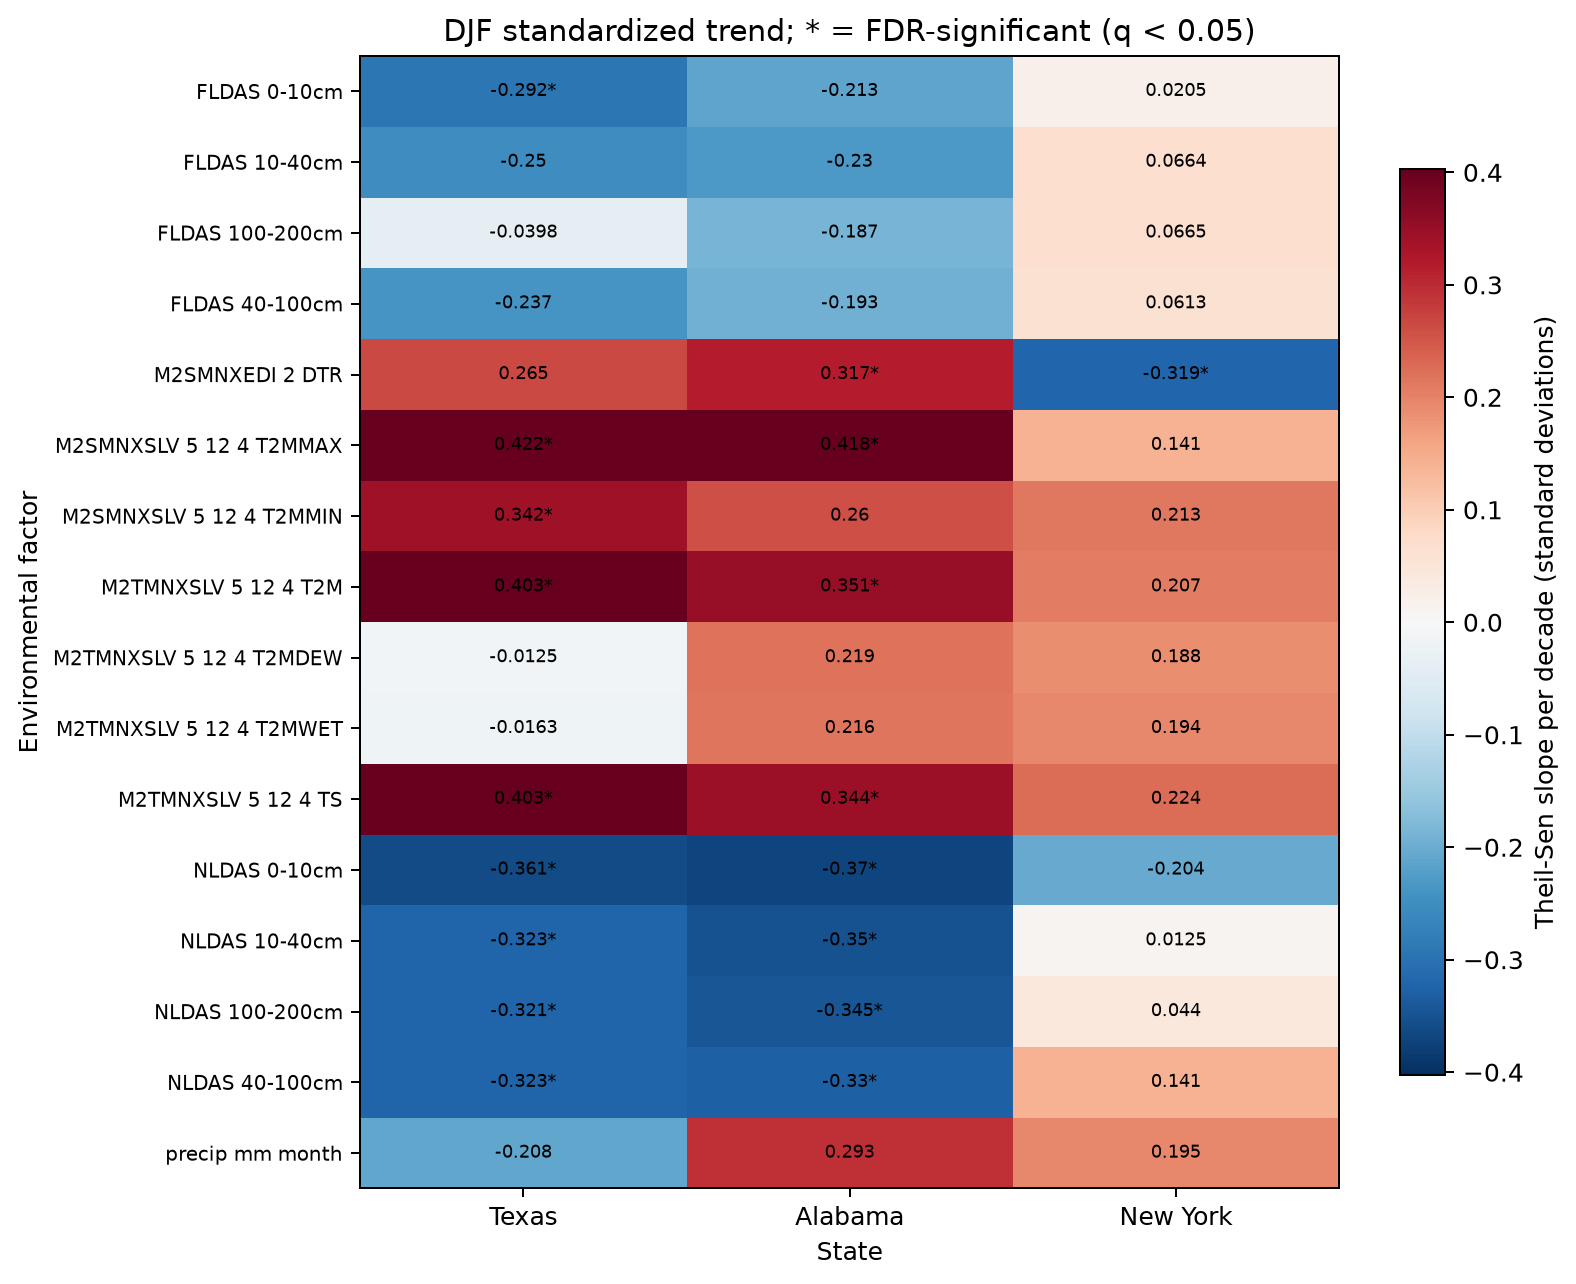 DJF standardized trend; * = FDR-significant (q < 0.05)
Environmental factor
FLDAS 0-10cm -0.292* -0.213 0.0205
FLDAS 10-40cm -0.25 -0.23 0.0664
FLDAS 100-200cm -0.0398 -0.187 0.0665
FLDAS 40-100cm -0.237 -0.193 0.0613
M2SMNXEDI 2 DTR 0.265 0.317* -0.319*
M2SMNXSLV 5 12 4 T2MMAX 0.422* 0.418* 0.141
M2SMNXSLV 5 12 4 T2MMIN 0.342* 0.26 0.213
M2TMNXSLV 5 12 4 T2M 0.403* 0.351* 0.207
M2TMNXSLV 5 12 4 T2MDEW -0.0125 0.219 0.188
M2TMNXSLV 5 12 4 T2MWET -0.0163 0.216 0.194
M2TMNXSLV 5 12 4 TS 0.403* 0.344* 0.224
NLDAS 0-10cm -0.361* -0.37* -0.204
NLDAS 10-40cm -0.323* -0.35* 0.0125
NLDAS 100-200cm -0.321* -0.345* 0.044
NLDAS 40-100cm -0.323* -0.33* 0.141
precip mm month -0.208 0.293 0.195
Texas Alabama New York
State
0.4
0.3
0.2
0.1
0.0
−0.1
−0.2
−0.3
−0.4
Theil-Sen slope per decade (standard deviations)